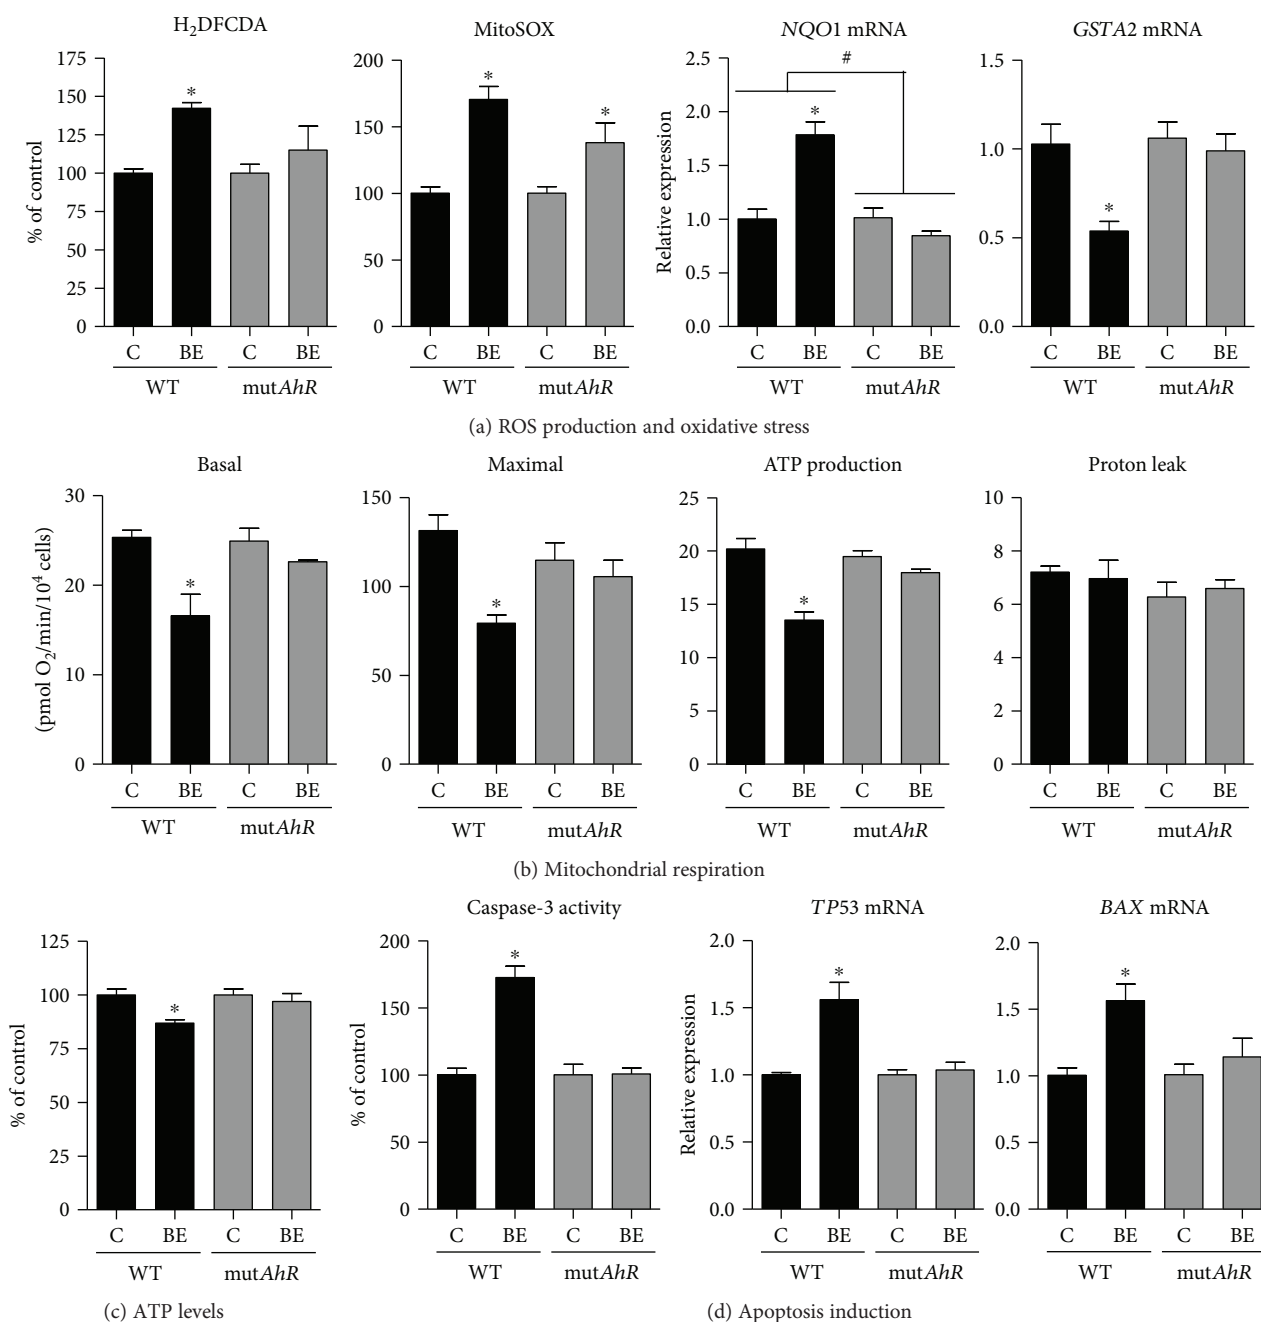 H₂DFCDA
MitoSOX
NQO1 mRNA
GSTA2 mRNA
% of control
175
150
125
100
75
50
25
0
C BE C BE
WT mutAhR
200
150
100
50
0
C BE C BE
WT mutAhR
Relative expression
2.5
2.0
1.5
1.0
0.5
0.0
* #
C BE C BE
WT mutAhR
1.5
1.0
0.5
0.0
*
C BE C BE
WT mutAhR
*
* *
(a) ROS production and oxidative stress
Basal
Maximal
ATP production
Proton leak
(pmol O₂/min/10⁴ cells)
30
20
10
0
*
C BE C BE
WT mutAhR
150
100
50
0
*
C BE C BE
WT mutAhR
25
20
15
10
5
0
*
C BE C BE
WT mutAhR
10
8
6
4
2
0
C BE C BE
WT mutAhR
(b) Mitochondrial respiration
% of control
125
100
75
50
25
0
*
C BE C BE
WT mutAhR
(c) ATP levels
Caspase-3 activity
TP53 mRNA
BAX mRNA
% of control
200
150
100
50
0
*
C BE C BE
WT mutAhR
Relative expression
2.0
1.5
1.0
0.5
0.0
*
C BE C BE
WT mutAhR
2.0
1.5
1.0
0.5
0.0
*
C BE C BE
WT mutAhR
(d) Apoptosis induction